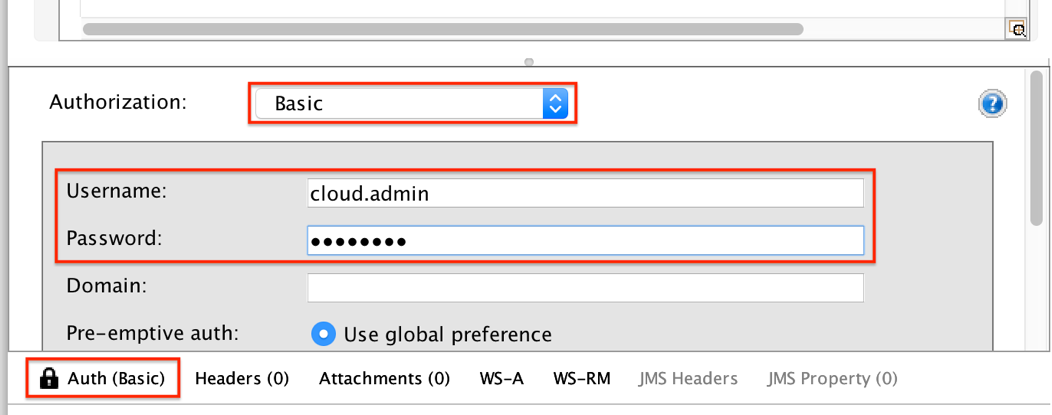 Authorization: Basic
Username: cloud.admin
Password: ••••••••
Domain:
Pre-emptive auth: Use global preference
Auth (Basic) Headers (0) Attachments (0) WS-A WS-RM JMS Headers JMS Property (0)